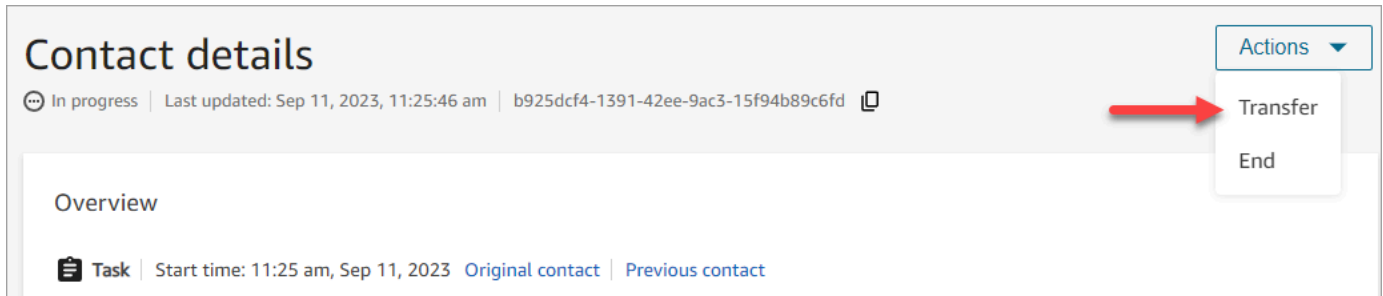 Contact details
Actions
In progress Last updated: Sep 11, 2023, 11:25:46 am b925dcf4-1391-42ee-9ac3-15f94b89c6fd
Transfer
End
Overview
Task Start time: 11:25 am, Sep 11, 2023 Original contact Previous contact